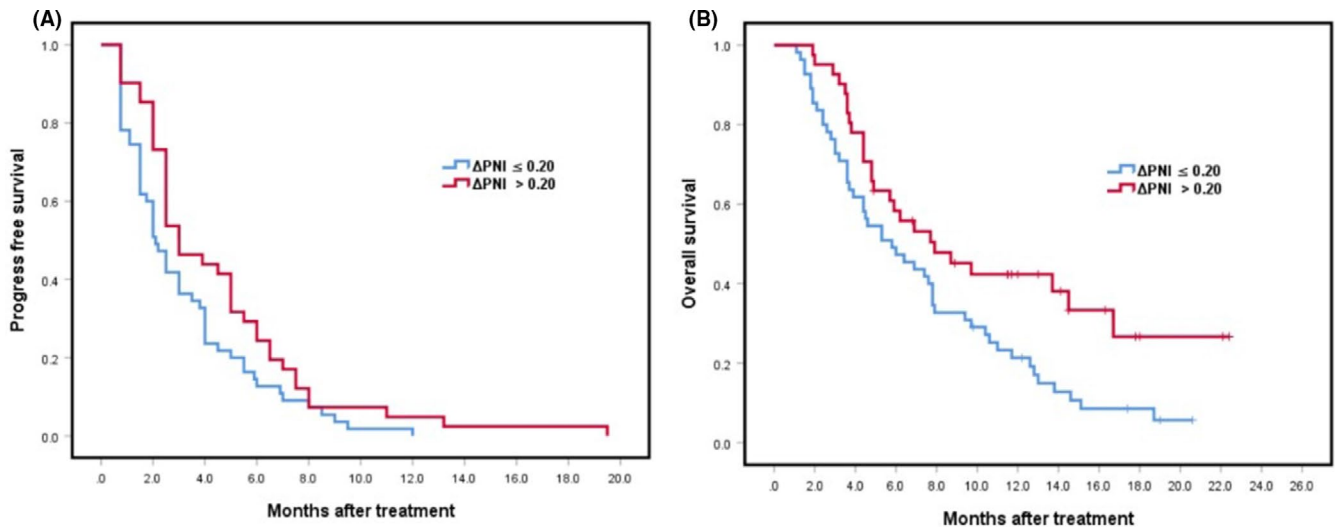 (A)
1.0
0.8
0.6
0.4
0.2
0.0
Progress free survival
ΔPNI ≤ 0.20
ΔPNI > 0.20
.0 2.0 4.0 6.0 8.0 10.0 12.0 14.0 16.0 18.0 20.0
Months after treatment
(B)
1.0
0.8
0.6
0.4
0.2
0.0
Overall survival
ΔPNI ≤ 0.20
ΔPNI > 0.20
.0 2.0 4.0 6.0 8.0 10.0 12.0 14.0 16.0 18.0 20.0 22.0 24.0 26.0
Months after treatment